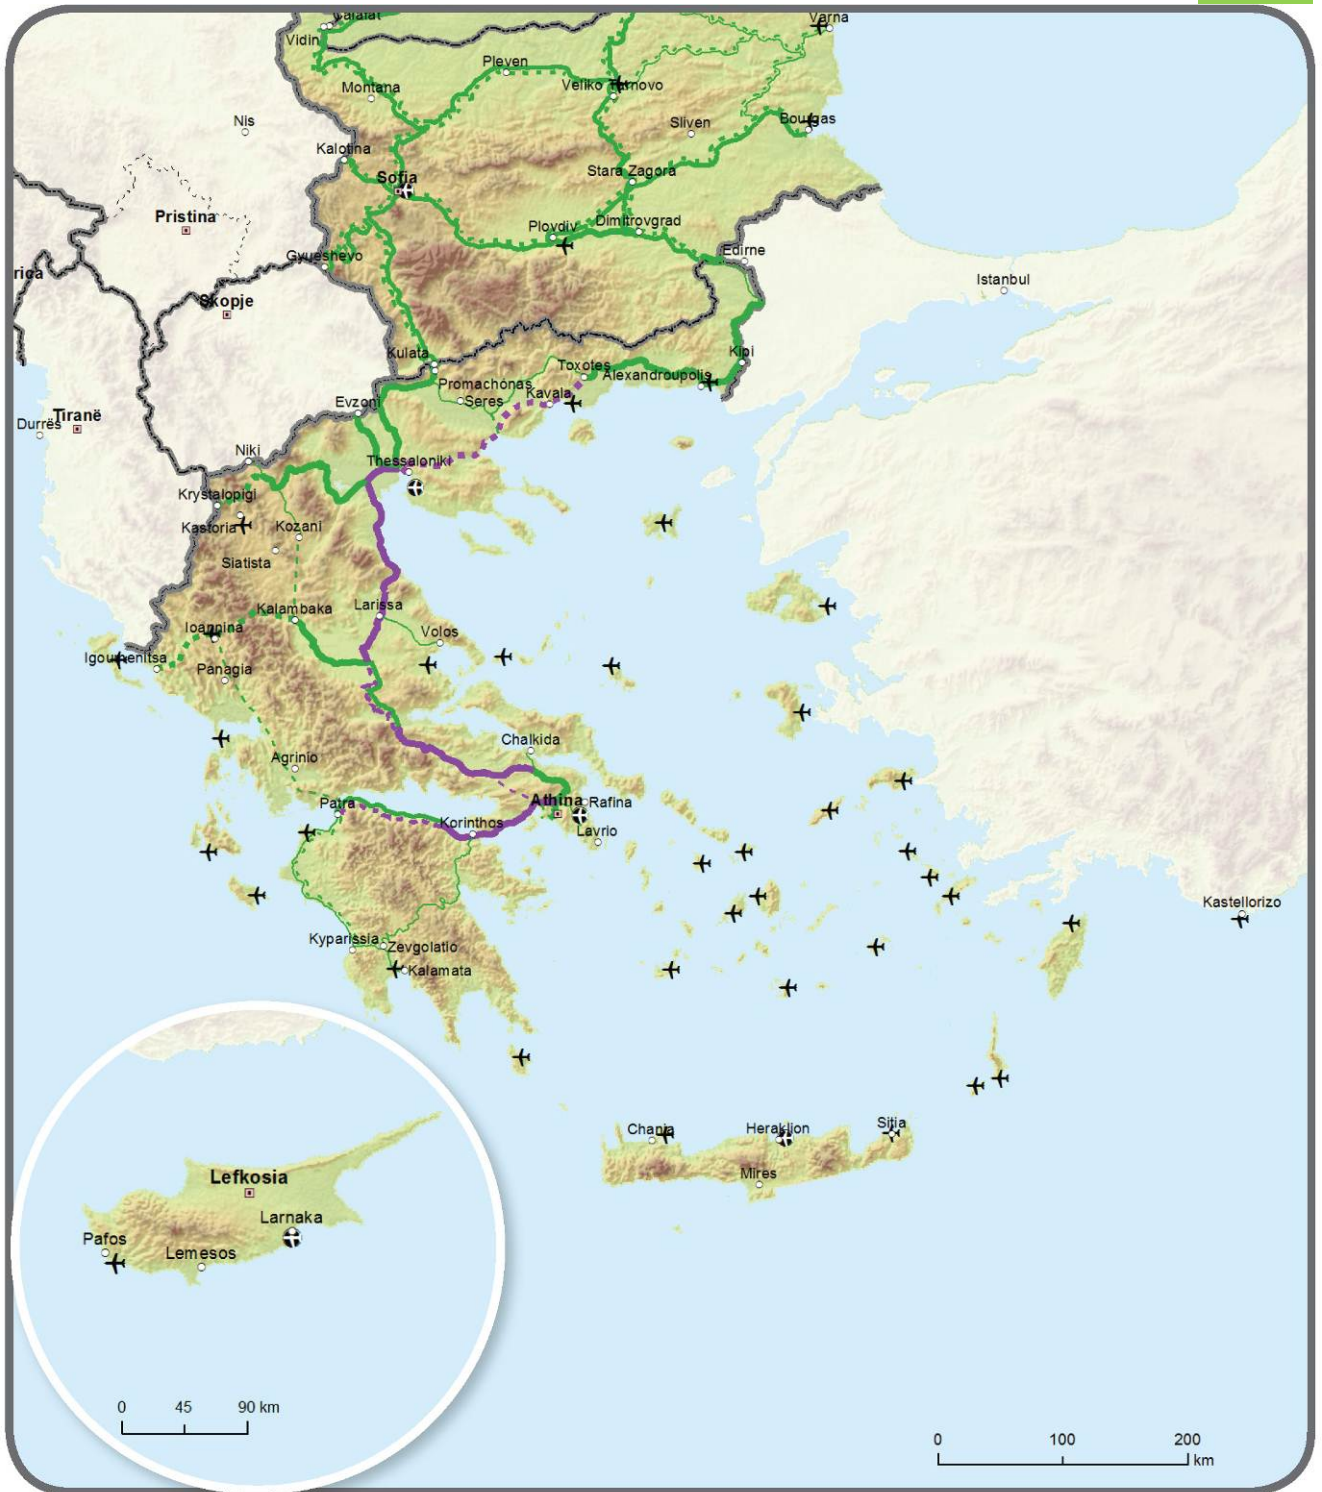 Calafat
Varna
Vidin
Pleven
Montana
Veliko Tarnovo
Nis
Sliven
Bourgas
Kalotina
Sofia
Stara Zagora
Pristina
Plovdiv
Dimitrovgrad
Gyueshevo
Edirne
rica
Istanbul
Skopje
Kulata
Kipi
Toxotes
Promachonas
Alexandroupolis
Seres
Kavala
Evzoni
Durrës
Tiranë
Niki
Thessaloniki
Krystalopigi
Kastoria
Kozani
Siatista
Kalambaka
Larissa
Ioannina
Volos
Igoumenitsa
Panagia
Chalkida
Agrinio
Patra
Athina
Rafina
Korinthos
Lavrio
Kastellorizo
Kyparissia
Zevgolatio
Kalamata
Chania
Heraklion
Sitia
Mires
Lefkosia
Larnaka
Pafos
Lemesos
0 45 90 km
0 100 200
km